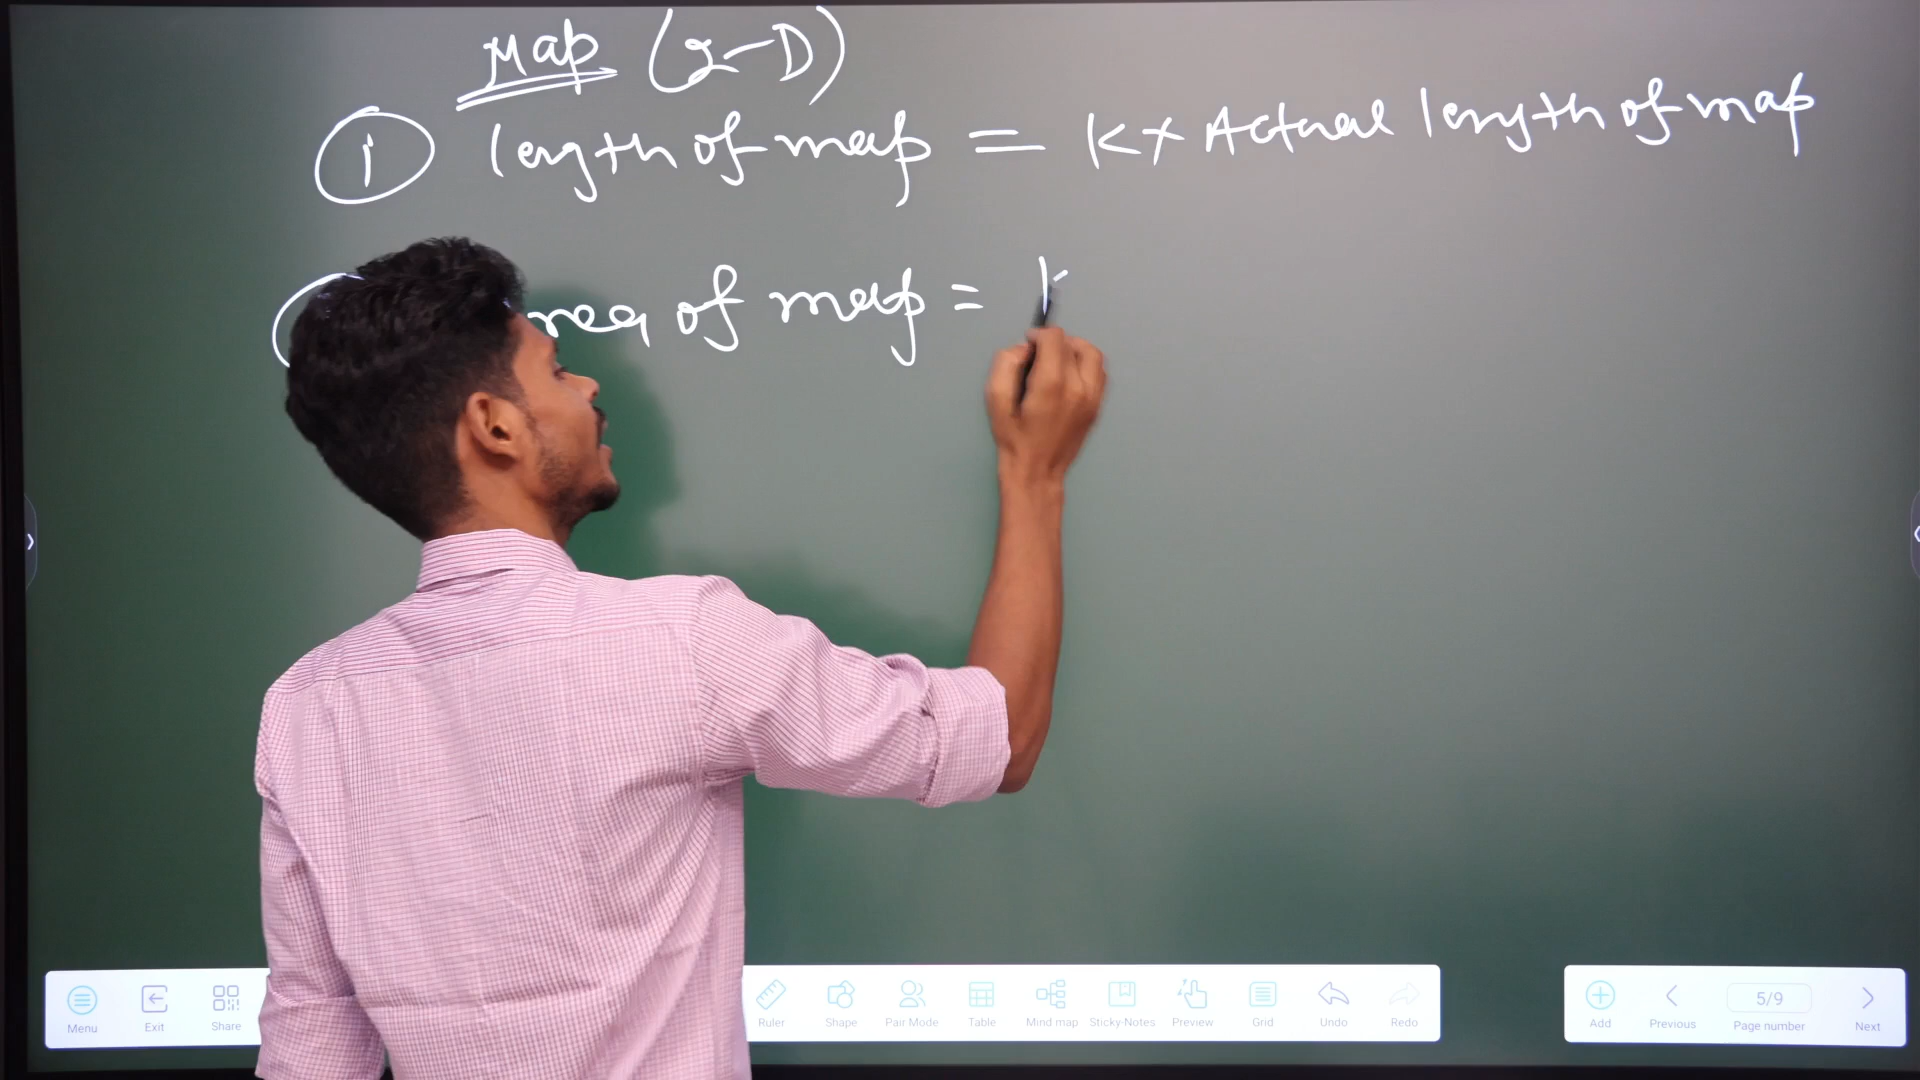 Map (2-D)
① length of map = K × Actual length of map
rea of map = k
Menu Exit Share Ruler Shape Pair Mode Table Mind map Sticky Notes Preview Grid Undo Redo Add Previous 5/9 Page number Next